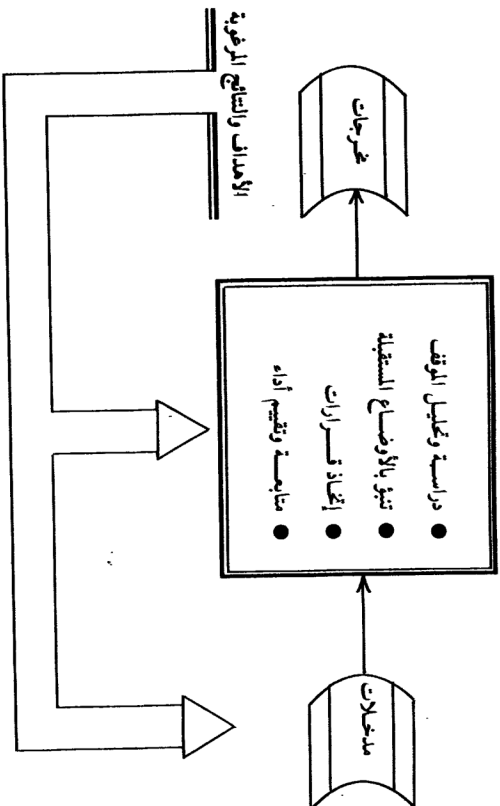 مدخلات
● دراسة وتحليل الموقف
● تنبؤ بالأوضاع المستقبلة
● إتخاذ قرارات
● متابعة وتقييم أداء
مخرجات
الأهداف والنتائج المرغوبة